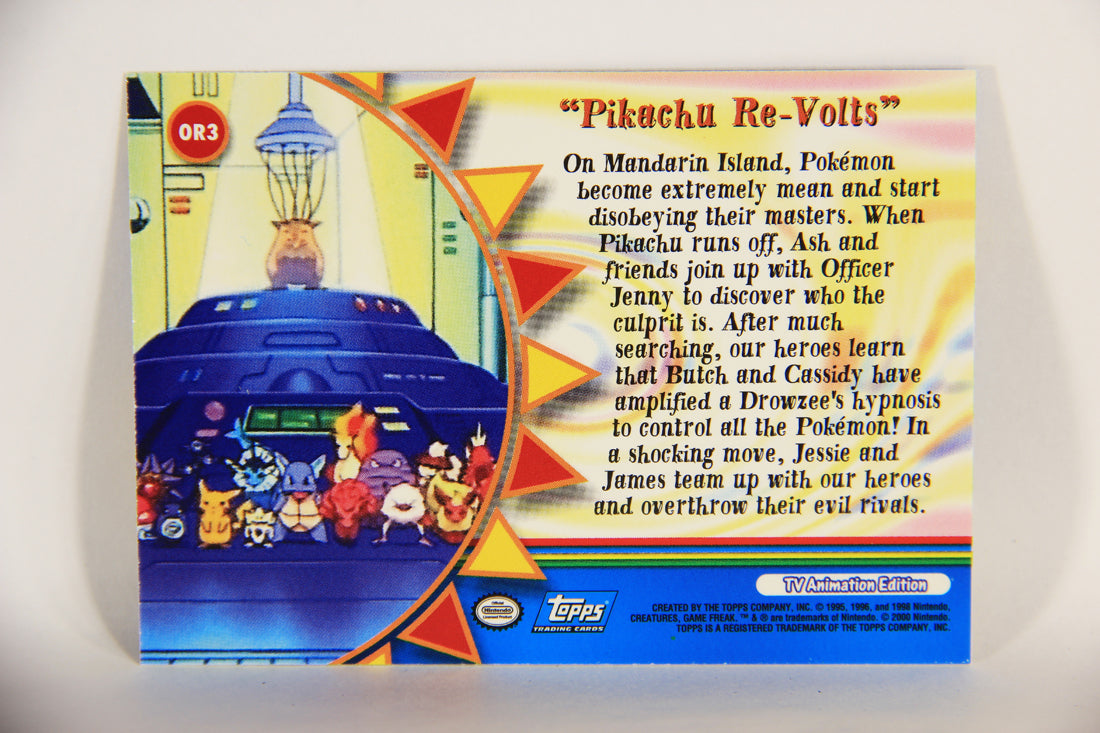 OR3
“Pikachu Re-Volts”
On Mandarin Island, Pokémon
become extremely mean and start
disobeying their masters. When
Pikachu runs off, Ash and
friends join up with Officer
Jenny to discover who the
culprit is. After much
searching, our heroes learn
that Butch and Cassidy have
amplified a Drowzee's hypnosis
to control all the Pokémon! In
a shocking move, Jessie and
James team up with our heroes
and overthrow their evil rivals.
TV Animation Edition
Official
Nintendo
Licensed Product
Topps®
TRADING CARDS
CREATED BY THE TOPPS COMPANY, INC. © 1995, 1996, and 1998 Nintendo,
CREATURES, GAME FREAK. ™ & ® are trademarks of Nintendo. © 2000 Nintendo.
TOPPS IS A REGISTERED TRADEMARK OF THE TOPPS COMPANY, INC.